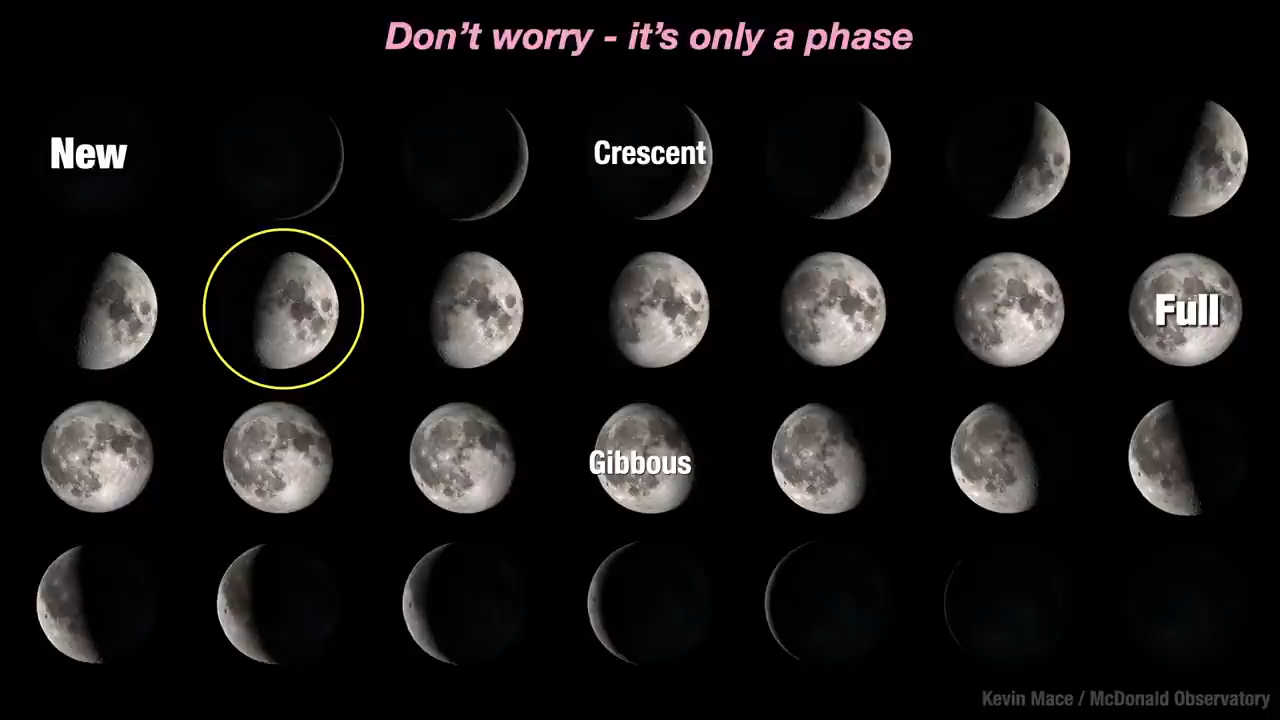 Don't worry - it's only a phase
New
Crescent
Full
Gibbous
Kevin Mace / McDonald Observatory